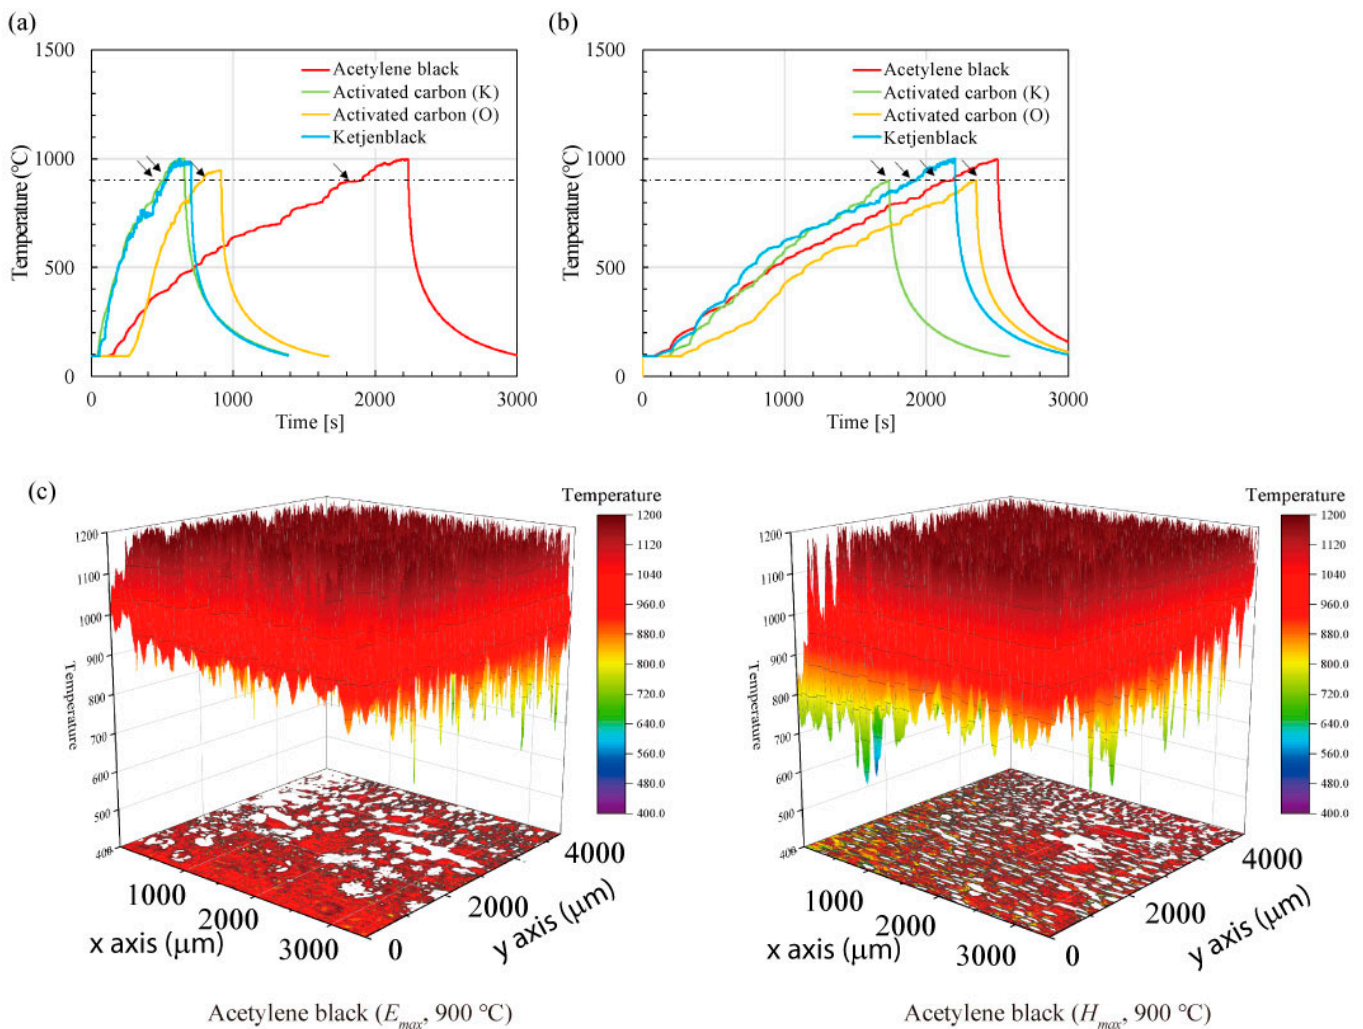 (a)
(b)
1500
1000
500
0
Temperature (°C)
Acetylene black
Activated carbon (K)
Activated carbon (O)
Ketjenblack
0
1000
2000
3000
Time [s]
1500
1000
500
0
Temperature (°C)
Acetylene black
Activated carbon (K)
Activated carbon (O)
Ketjenblack
0
1000
2000
3000
Time [s]
(c)
Temperature
1200
1120
1040
960.0
880.0
800.0
720.0
640.0
560.0
480.0
400.0
1200
1100
1000
900
800
700
600
500
400
Temperature
1000
2000
3000
x axis (μm)
0
2000
4000
y axis (μm)
Acetylene black (Emax, 900 °C)
Temperature
1200
1120
1040
960.0
880.0
800.0
720.0
640.0
560.0
480.0
400.0
1200
1100
1000
900
800
700
600
500
400
Temperature
1000
2000
3000
x axis (μm)
0
2000
4000
y axis (μm)
Acetylene black (Hmax, 900 °C)